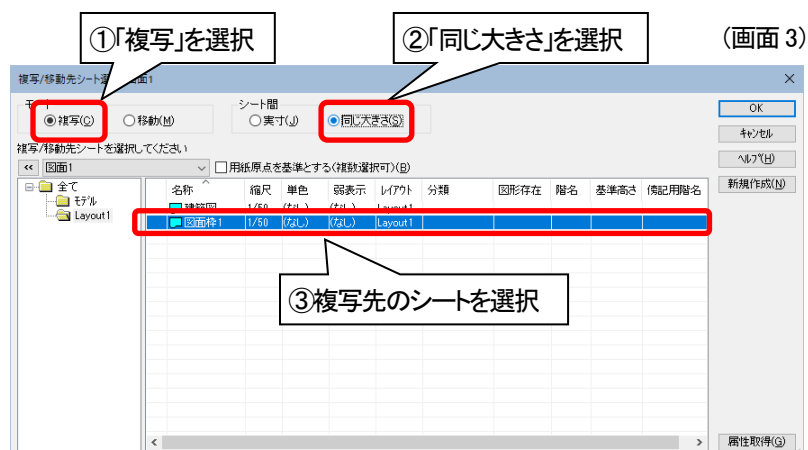 ①「複写」を選択
②「同じ大きさ」を選択
(画面 3)
複写/移動先シート選
図面1
複写(C)
移動(M)
シート間
実寸(J)
同じ大きさ(S)
OK
キャンセル
ヘルプ(H)
新規作成(N)
複写/移動先シートを選択してください
<< 図面1
用紙原点を基準とする(複数選択可)(B)
全て
モデル
Layout1
名称 縮尺 単色 弱表示 レイアウト 分類 図形存在 階名 基準高さ 傍記用階名
建築図 1/50 (なし) (なし) Layout1
図面枠1 1/50 (なし) (なし) Layout1
③複写先のシートを選択
属性取得(G)